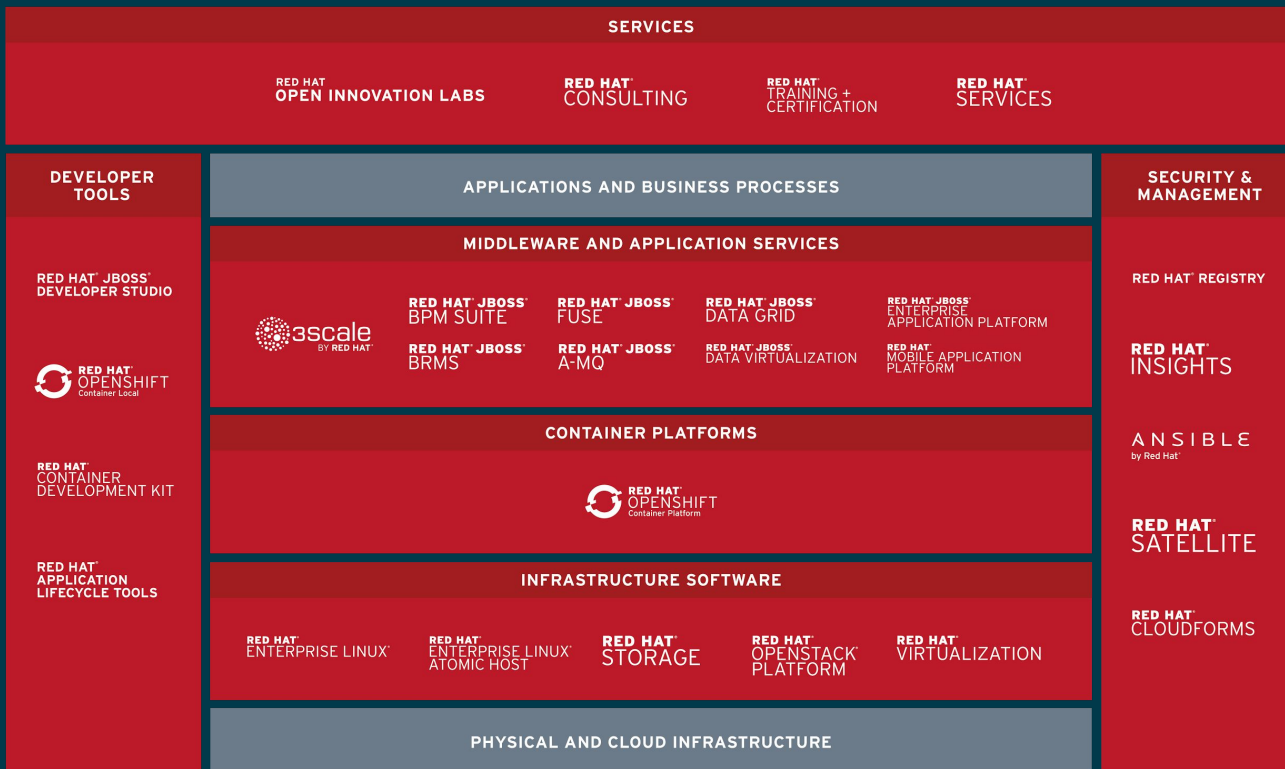 SERVICES
RED HAT
OPEN INNOVATION LABS
RED HAT®
CONSULTING
RED HAT®
TRAINING +
CERTIFICATION
RED HAT®
SERVICES
DEVELOPER
TOOLS
RED HAT® JBOSS®
DEVELOPER STUDIO
RED HAT®
OPENSHIFT
Container Local
RED HAT®
CONTAINER
DEVELOPMENT KIT
RED HAT®
APPLICATION
LIFECYCLE TOOLS
APPLICATIONS AND BUSINESS PROCESSES
MIDDLEWARE AND APPLICATION SERVICES
3scale
BY RED HAT®
RED HAT® JBOSS®
BPM SUITE
RED HAT® JBOSS®
FUSE
RED HAT® JBOSS®
DATA GRID
RED HAT® JBOSS®
ENTERPRISE
APPLICATION PLATFORM
RED HAT® JBOSS®
BRMS
RED HAT® JBOSS®
A-MQ
RED HAT® JBOSS®
DATA VIRTUALIZATION
RED HAT®
MOBILE APPLICATION
PLATFORM
CONTAINER PLATFORMS
RED HAT®
OPENSHIFT
Container Platform
INFRASTRUCTURE SOFTWARE
RED HAT®
ENTERPRISE LINUX®
RED HAT®
ENTERPRISE LINUX®
ATOMIC HOST
RED HAT®
STORAGE
RED HAT®
OPENSTACK®
PLATFORM
RED HAT®
VIRTUALIZATION
PHYSICAL AND CLOUD INFRASTRUCTURE
SECURITY &
MANAGEMENT
RED HAT® REGISTRY
RED HAT®
INSIGHTS
ANSIBLE
by Red Hat®
RED HAT®
SATELLITE
RED HAT®
CLOUDFORMS